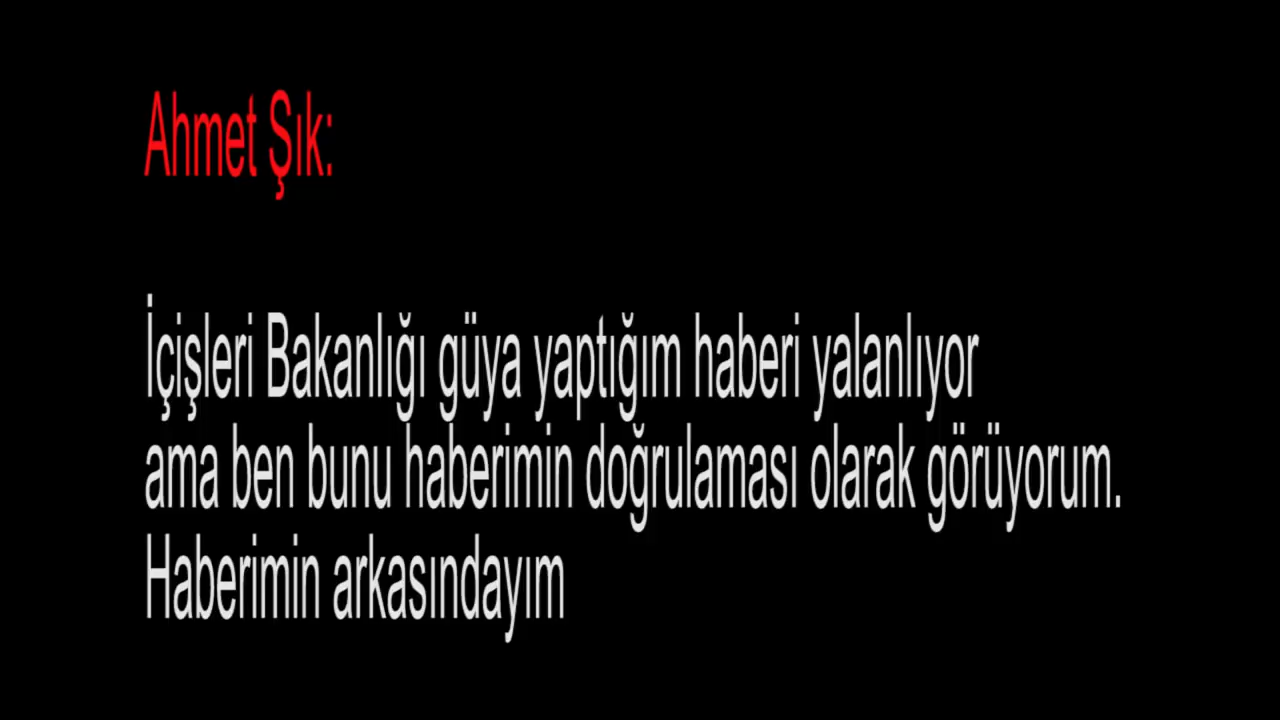 Ahmet Şık:
İçişleri Bakanlığı güya yaptığım haberi yalanlıyor
ama ben bunu haberimin doğrulaması olarak görüyorum.
Haberimin arkasındayım